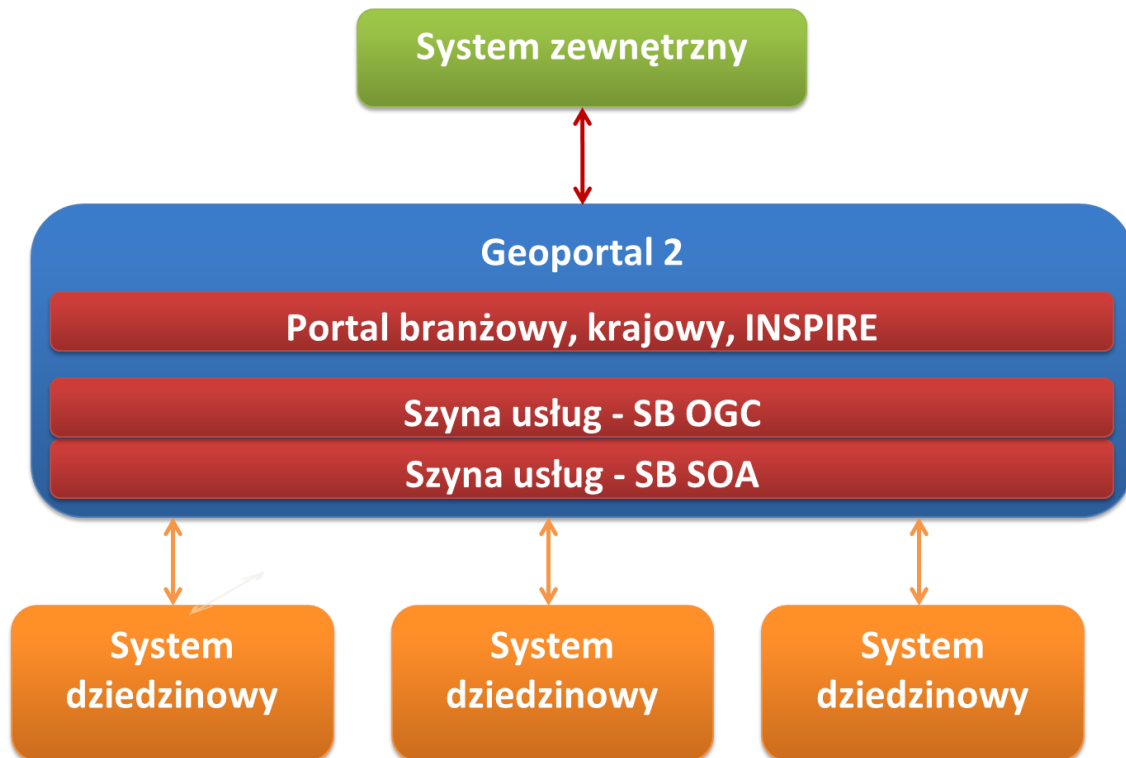 System zewnętrzny
Geoportal 2
Portal branżowy, krajowy, INSPIRE
Szyna usług - SB OGC
Szyna usług - SB SOA
System
dziedzinowy
System
dziedzinowy
System
dziedzinowy